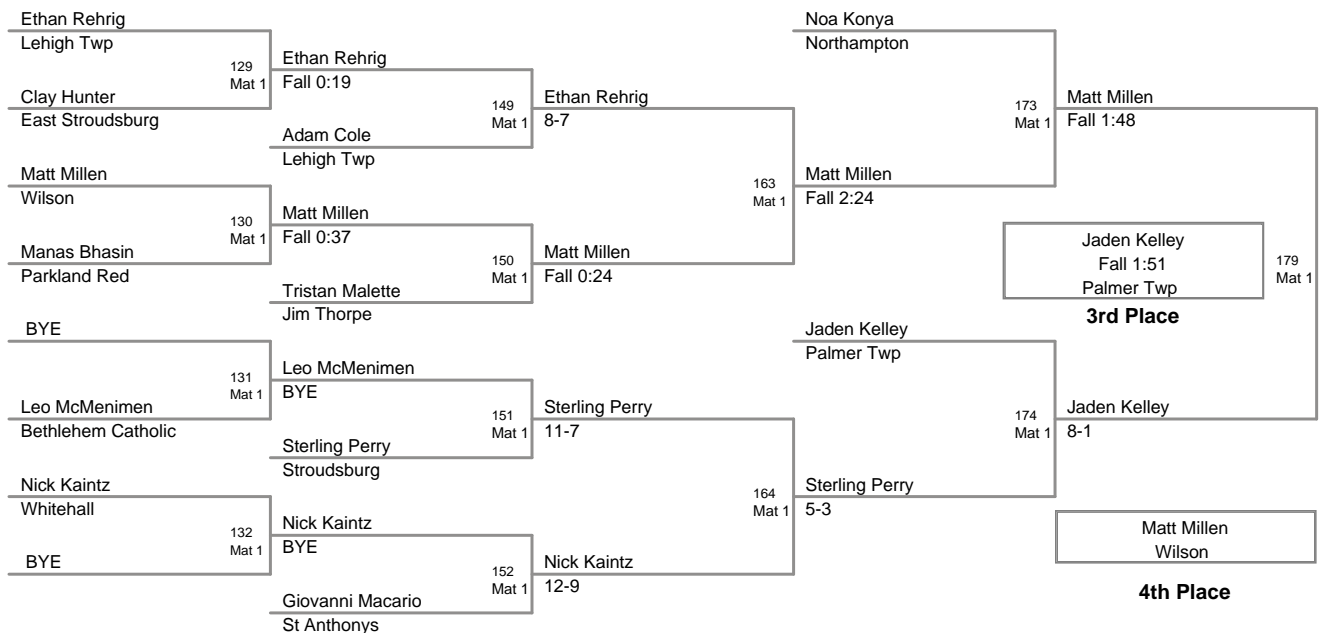 Ethan Rehrig
Lehigh Twp
129
Mat 1
Clay Hunter
East Stroudsburg
Matt Millen
Wilson
130
Mat 1
Manas Bhasin
Parkland Red
BYE
131
Mat 1
Leo McMenimen
Bethlehem Catholic
Nick Kaintz
Whitehall
132
Mat 1
BYE
Ethan Rehrig
Fall 0:19
149
Mat 1
Adam Cole
Lehigh Twp
Matt Millen
Fall 0:37
150
Mat 1
Tristan Malette
Jim Thorpe
Leo McMenimen
BYE
151
Mat 1
Sterling Perry
Stroudsburg
Nick Kaintz
BYE
152
Mat 1
Giovanni Macario
St Anthonys
Ethan Rehrig
8-7
163
Mat 1
Matt Millen
Fall 0:24
Sterling Perry
11-7
164
Mat 1
Nick Kaintz
12-9
Noa Konya
Northampton
173
Mat 1
Matt Millen
Fall 2:24
Jaden Kelley
Palmer Twp
174
Mat 1
Sterling Perry
5-3
Matt Millen
Fall 1:48
179
Mat 1
Jaden Kelley
8-1
Jaden Kelley
Fall 1:51
Palmer Twp
3rd Place
Matt Millen
Wilson
4th Place